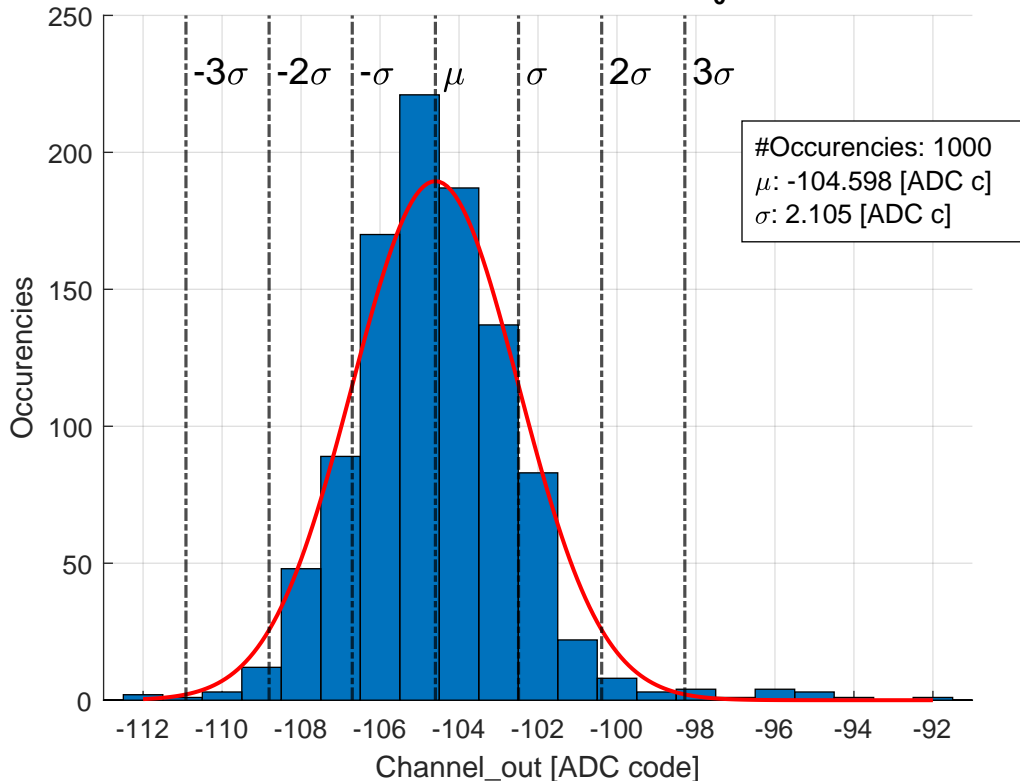 250
200
150
100
50
0
-3σ -2σ -σ μ σ 2σ 3σ
#Occurencies: 1000
μ: -104.598 [ADC c]
σ: 2.105 [ADC c]
Occurencies
-112 -110 -108 -106 -104 -102 -100 -98 -96 -94 -92
Channel_out [ADC code]